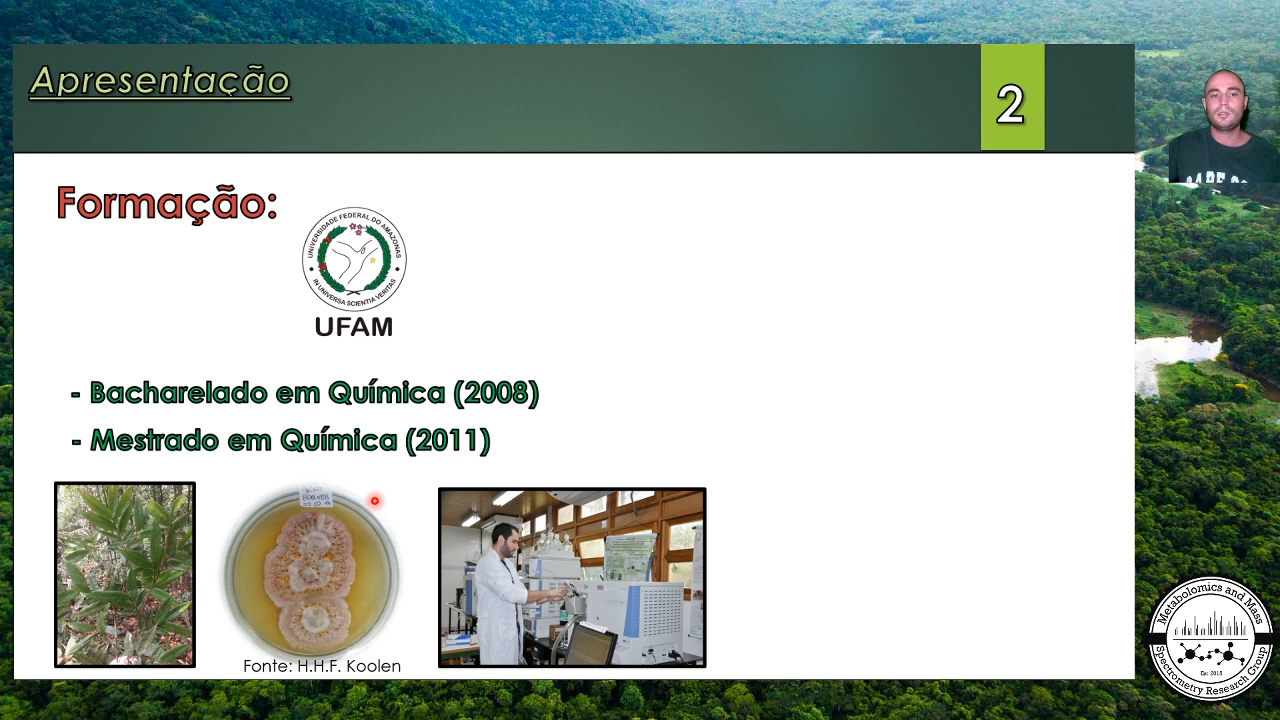 Apresentação
2
Formação:
UNIVERSIDADE FEDERAL DO AMAZONAS
IN UNIVERSA SCIENTIA VERITAS
UFAM
- Bacharelado em Química (2008)
- Mestrado em Química (2011)
Fonte: H.H.F. Koolen
Metabolomics and Mass
Spectrometry Research Group